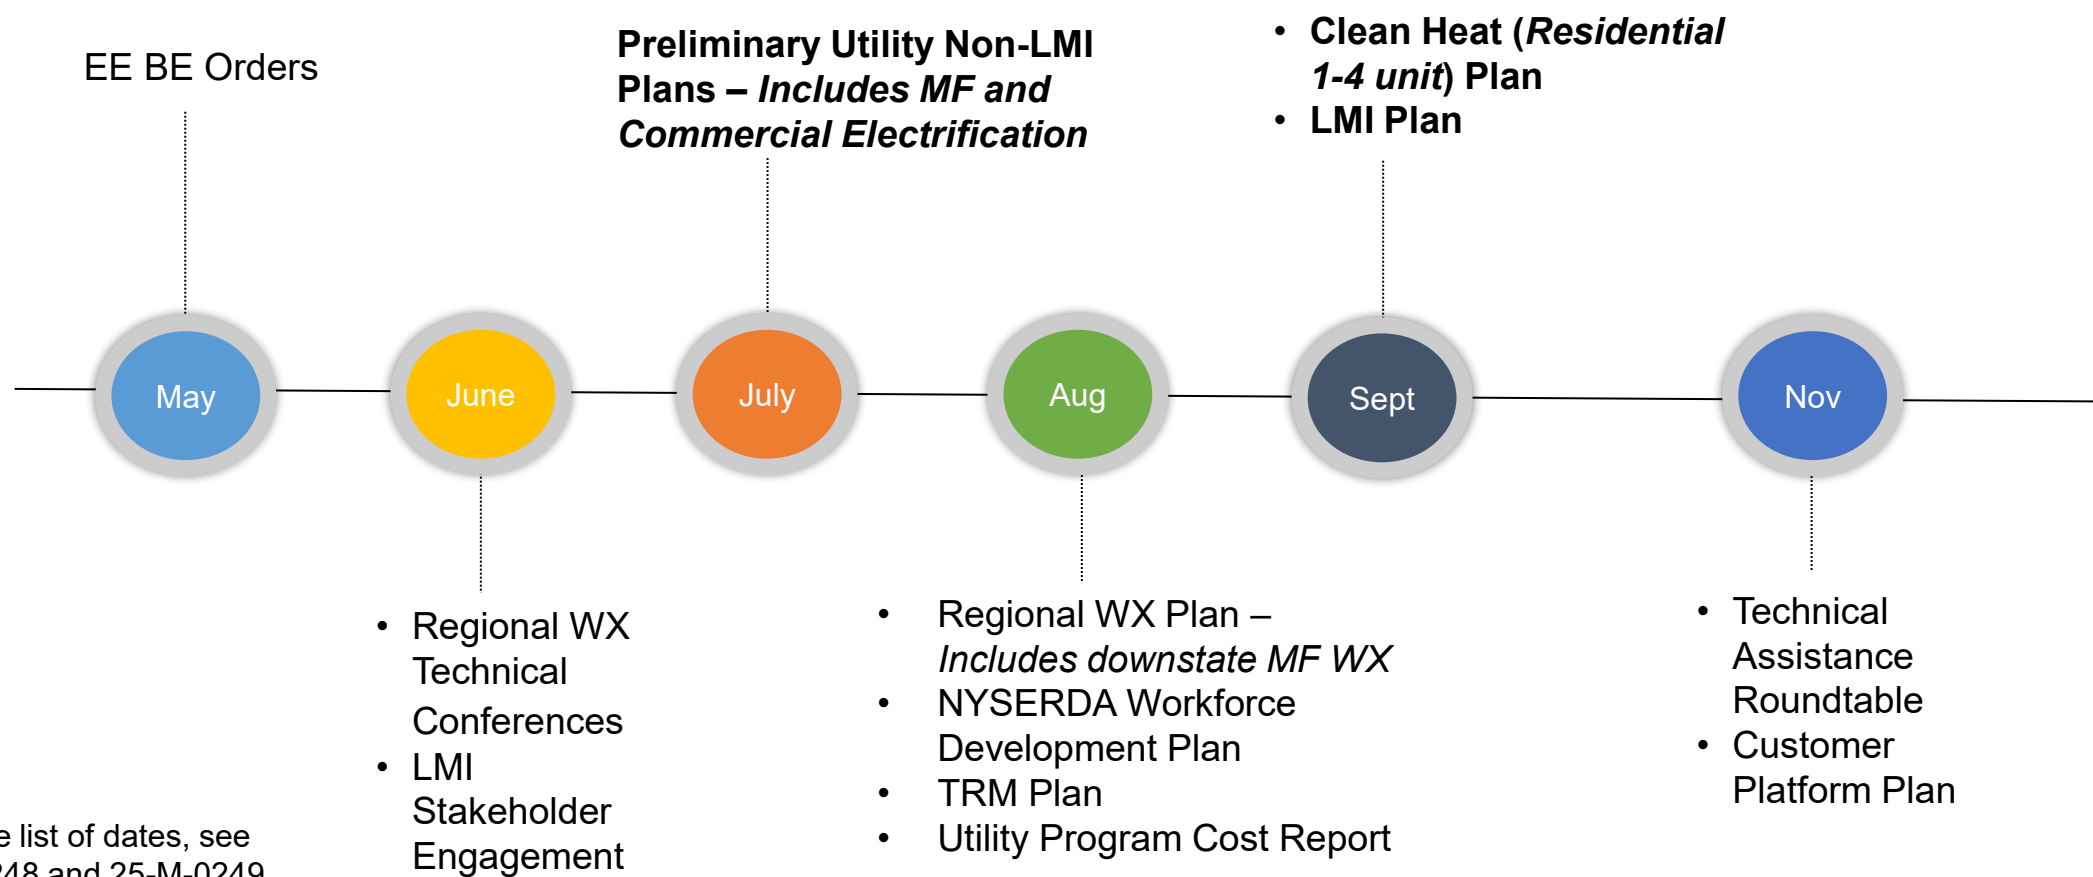 EE BE Orders
Preliminary Utility Non-LMI
Plans – Includes MF and
Commercial Electrification
• Clean Heat (Residential
1-4 unit) Plan
• LMI Plan
May
June
July
Aug
Sept
Nov
• Regional WX
Technical
Conferences
• LMI
Stakeholder
Engagement
• Regional WX Plan –
Includes downstate MF WX
• NYSERDA Workforce
Development Plan
• TRM Plan
• Utility Program Cost Report
• Technical
Assistance
Roundtable
• Customer
Platform Plan
list of dates, see
and 25-M-0249